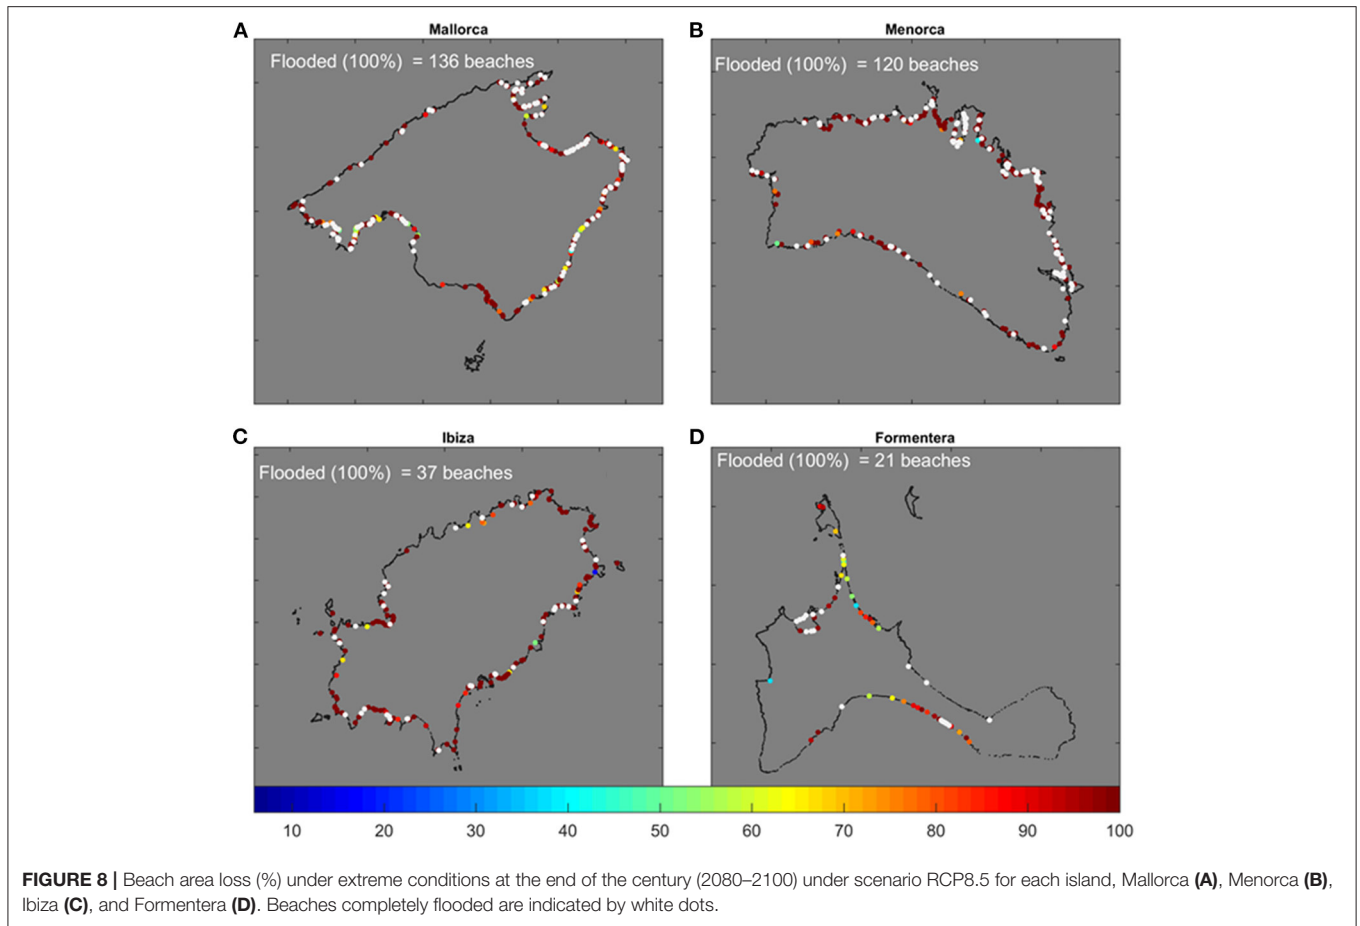 A
Mallorca
Flooded (100%) = 136 beaches
B
Menorca
Flooded (100%) = 120 beaches
C
Ibiza
Flooded (100%) = 37 beaches
D
Formentera
Flooded (100%) = 21 beaches
10 20 30 40 50 60 70 80 90 100
FIGURE 8 | Beach area loss (%) under extreme conditions at the end of the century (2080–2100) under scenario RCP8.5 for each island, Mallorca (A), Menorca (B),
Ibiza (C), and Formentera (D). Beaches completely flooded are indicated by white dots.